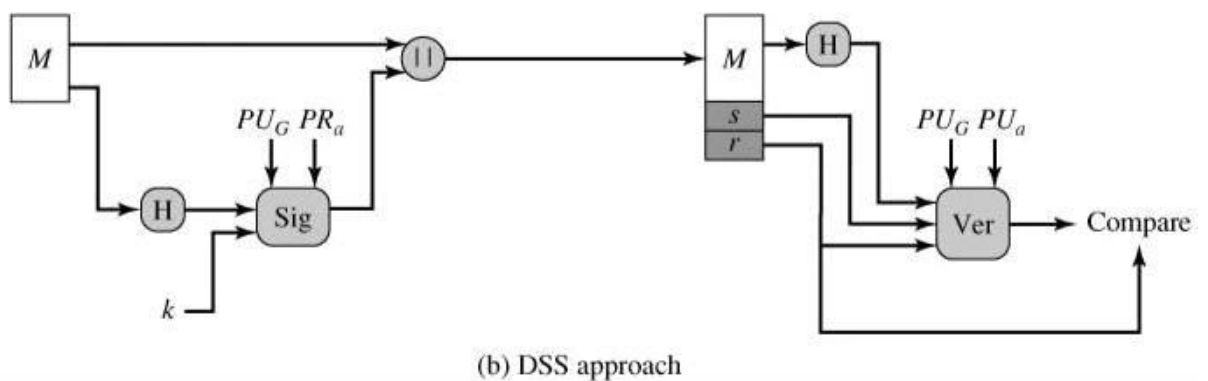 M
||
M
H
s
r
PU_G PR_a
PU_G PU_a
H
Sig
Ver
Compare
k
(b) DSS approach